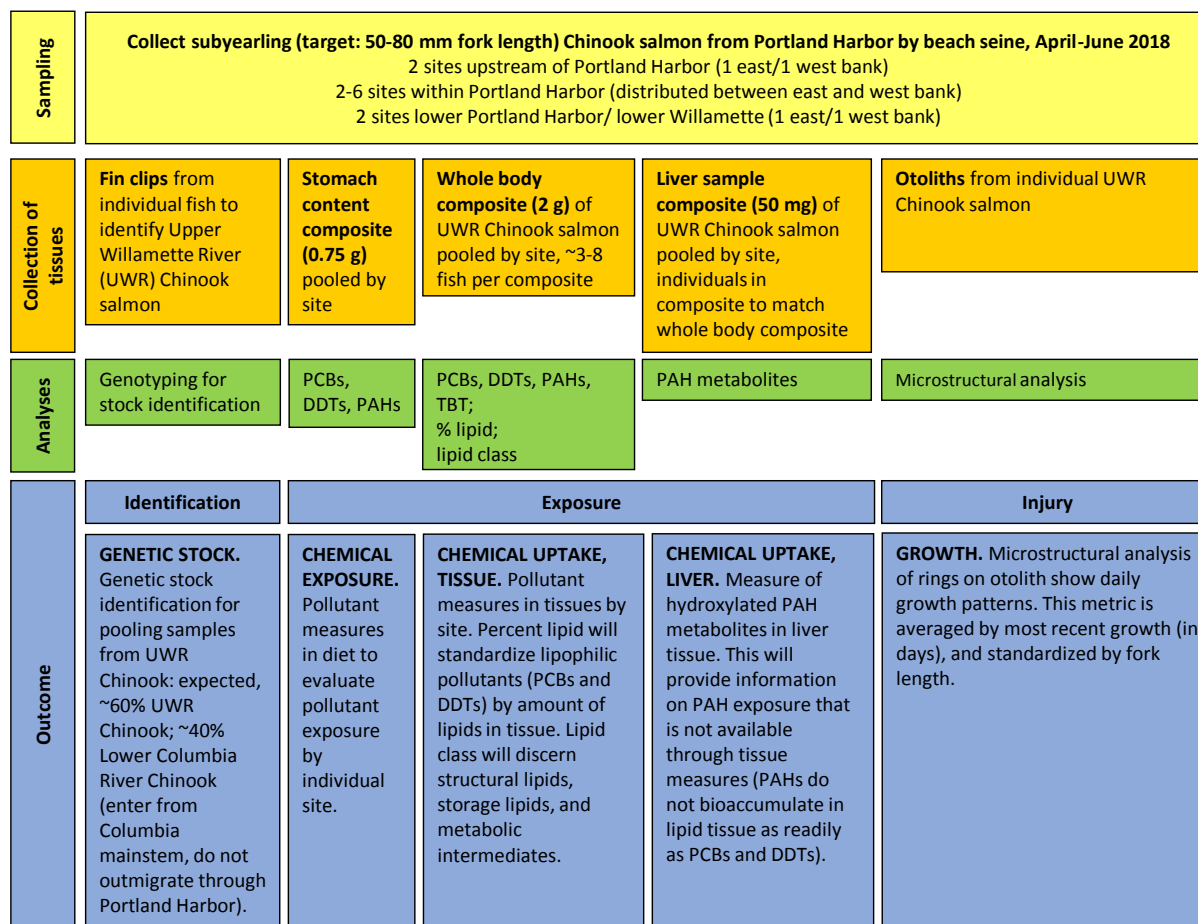 Sampling
Collect subyearling (target: 50-80 mm fork length) Chinook salmon from Portland Harbor by beach seine, April-June 2018
2 sites upstream of Portland Harbor (1 east/1 west bank)
2-6 sites within Portland Harbor (distributed between east and west bank)
2 sites lower Portland Harbor/ lower Willamette (1 east/1 west bank)
Collection of
tissues
Fin clips from
individual fish to
identify Upper
Willamette River
(UWR) Chinook
salmon
Stomach
content
composite
(0.75 g)
pooled by
site
Whole body
composite (2 g) of
UWR Chinook salmon
pooled by site, ~3-8
fish per composite
Liver sample
composite (50 mg) of
UWR Chinook salmon
pooled by site,
individuals in
composite to match
whole body composite
Otoliths from individual UWR
Chinook salmon
Analyses
Genotyping for
stock identification
PCBs,
DDTs, PAHs
PCBs, DDTs, PAHs,
TBT;
% lipid;
lipid class
PAH metabolites
Microstructural analysis
Outcome
Identification
Exposure
Injury
GENETIC STOCK.
Genetic stock
identification for
pooling samples
from UWR
Chinook: expected,
~60% UWR
Chinook; ~40%
Lower Columbia
River Chinook
(enter from
Columbia
mainstem, do not
outmigrate through
Portland Harbor).
CHEMICAL
EXPOSURE.
Pollutant
measures
in diet to
evaluate
pollutant
exposure
by
individual
site.
CHEMICAL UPTAKE,
TISSUE. Pollutant
measures in tissues by
site. Percent lipid will
standardize lipophilic
pollutants (PCBs and
DDTs) by amount of
lipids in tissue. Lipid
class will discern
structural lipids,
storage lipids, and
metabolic
intermediates.
CHEMICAL UPTAKE,
LIVER. Measure of
hydroxylated PAH
metabolites in liver
tissue. This will
provide information
on PAH exposure that
is not available
through tissue
measures (PAHs do
not bioaccumulate in
lipid tissue as readily
as PCBs and DDTs).
GROWTH. Microstructural analysis
of rings on otolith show daily
growth patterns. This metric is
averaged by most recent growth (in
days), and standardized by fork
length.